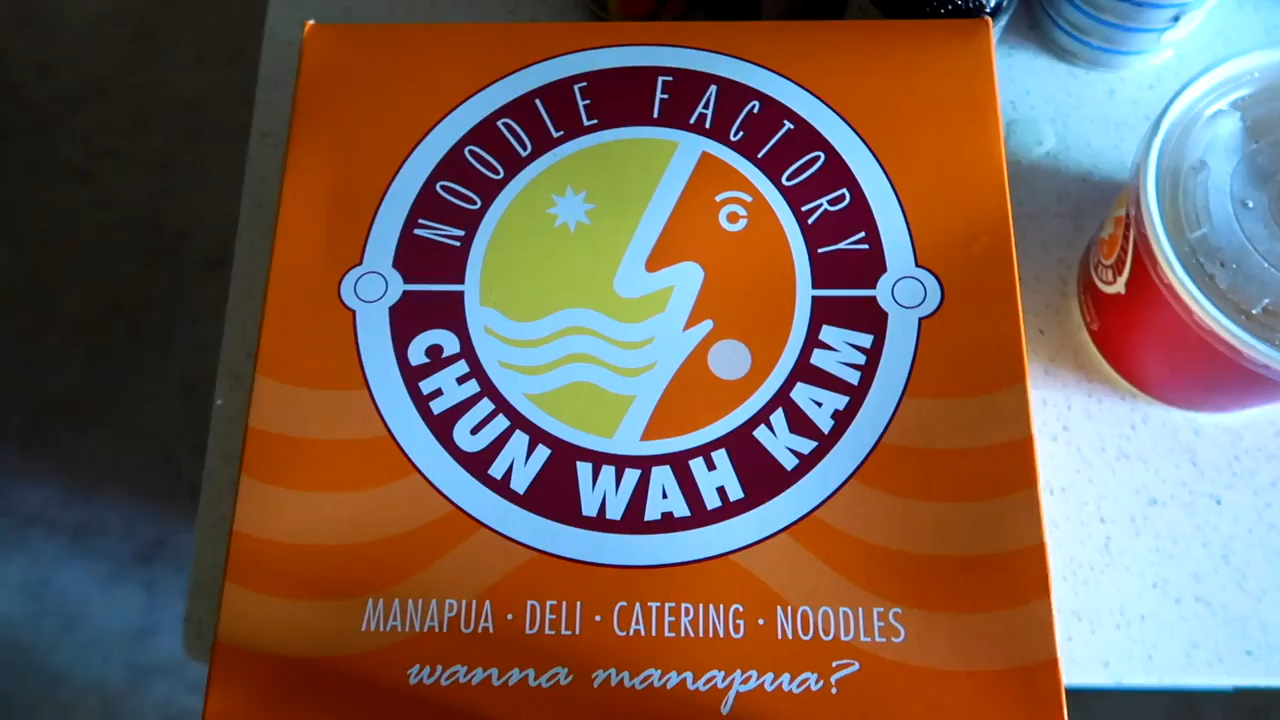 NOODLE FACTORY
CHUN WAH KAM
MANAPUA · DELI · CATERING · NOODLES
wanna manapua?